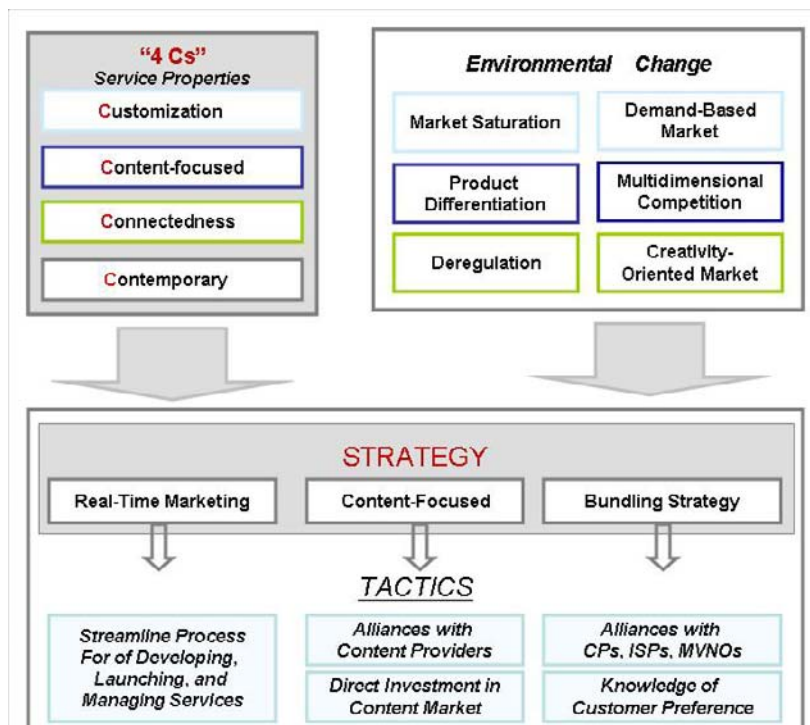 “4 Cs”
Service Properties
Customization
Content-focused
Connectedness
Contemporary
Environmental Change
Market Saturation
Demand-Based
Market
Product
Differentiation
Multidimensional
Competition
Deregulation
Creativity-
Oriented Market
STRATEGY
Real-Time Marketing
Content-Focused
Bundling Strategy
TACTICS
Streamline Process
For of Developing,
Launching, and
Managing Services
Alliances with
Content Providers
Direct Investment in
Content Market
Alliances with
CPs, ISPs, MVNOs
Knowledge of
Customer Preference